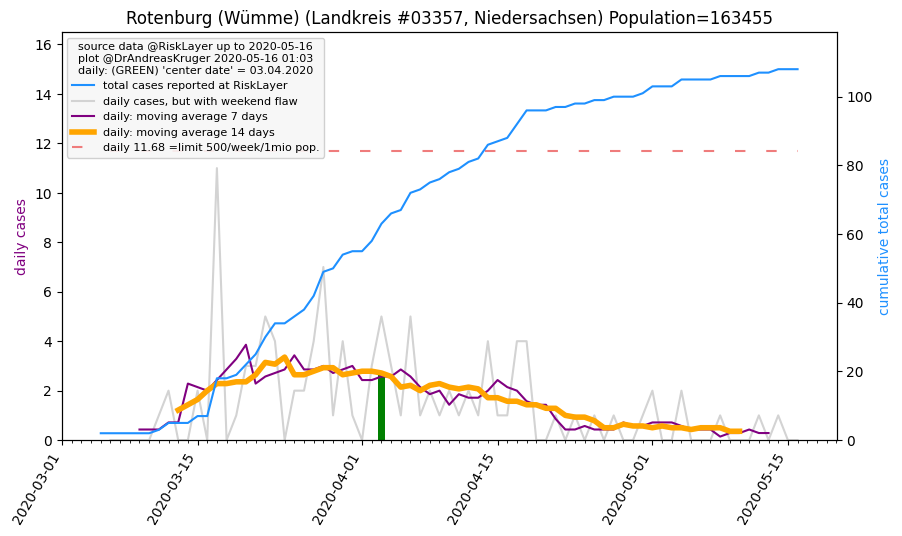 Rotenburg (Wümme) (Landkreis #03357, Niedersachsen) Population=163455
source data @RiskLayer up to 2020-05-16
plot @DrAndreasKruger 2020-05-16 01:03
daily: (GREEN) 'center date' = 03.04.2020
total cases reported at RiskLayer
daily cases, but with weekend flaw
daily: moving average 7 days
daily: moving average 14 days
daily 11.68 =limit 500/week/1mio pop.
daily cases
16
14
12
10
8
6
4
2
0
cumulative total cases
100
80
60
40
20
0
2020-03-01
2020-03-15
2020-04-01
2020-04-15
2020-05-01
2020-05-15